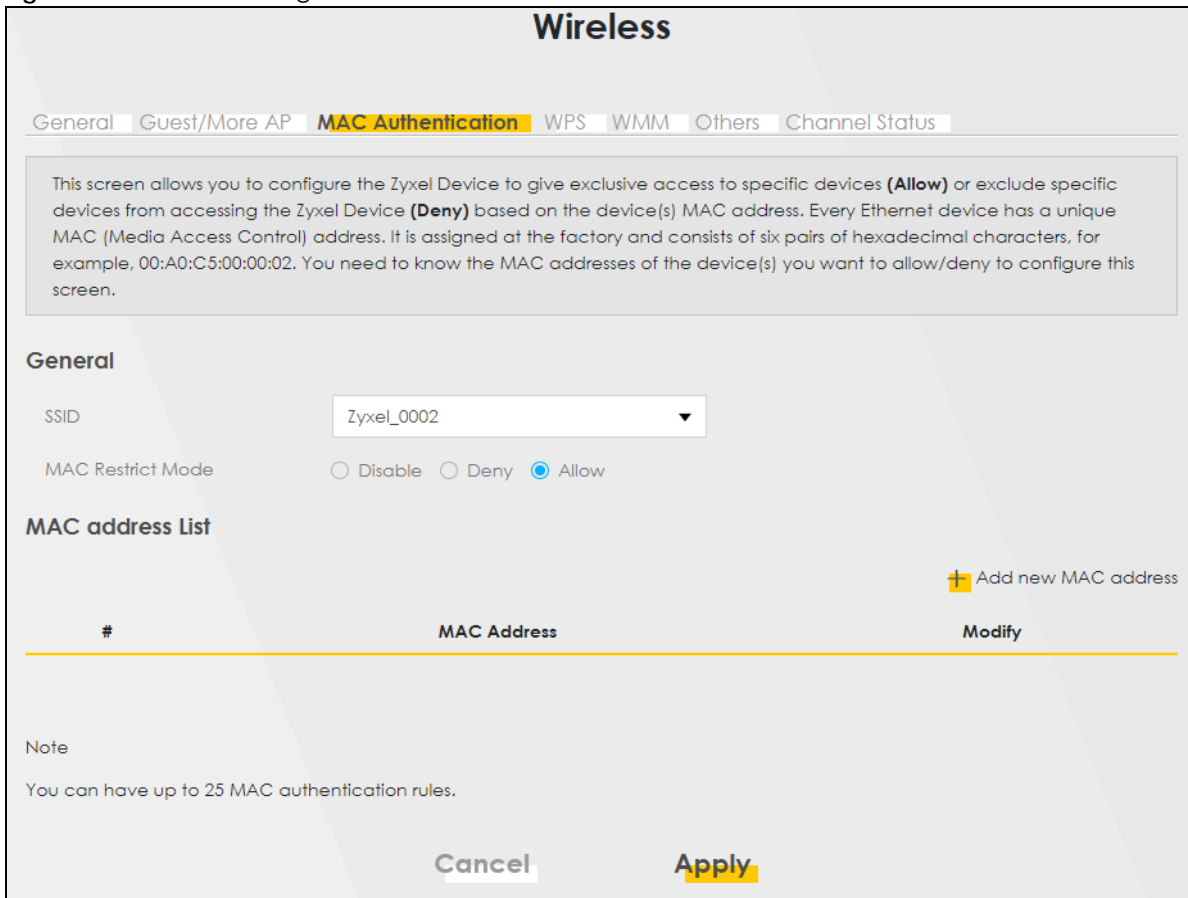 Wireless
General Guest/More AP MAC Authentication WPS WMM Others Channel Status
This screen allows you to configure the Zyxel Device to give exclusive access to specific devices (Allow) or exclude specific
devices from accessing the Zyxel Device (Deny) based on the device(s) MAC address. Every Ethernet device has a unique
MAC (Media Access Control) address. It is assigned at the factory and consists of six pairs of hexadecimal characters, for
example, 00:A0:C5:00:00:02. You need to know the MAC addresses of the device(s) you want to allow/deny to configure this
screen.
General
SSID Zyxel_0002
MAC Restrict Mode Disable Deny Allow
MAC address List
+ Add new MAC address
# MAC Address Modify
Note
You can have up to 25 MAC authentication rules.
Cancel Apply